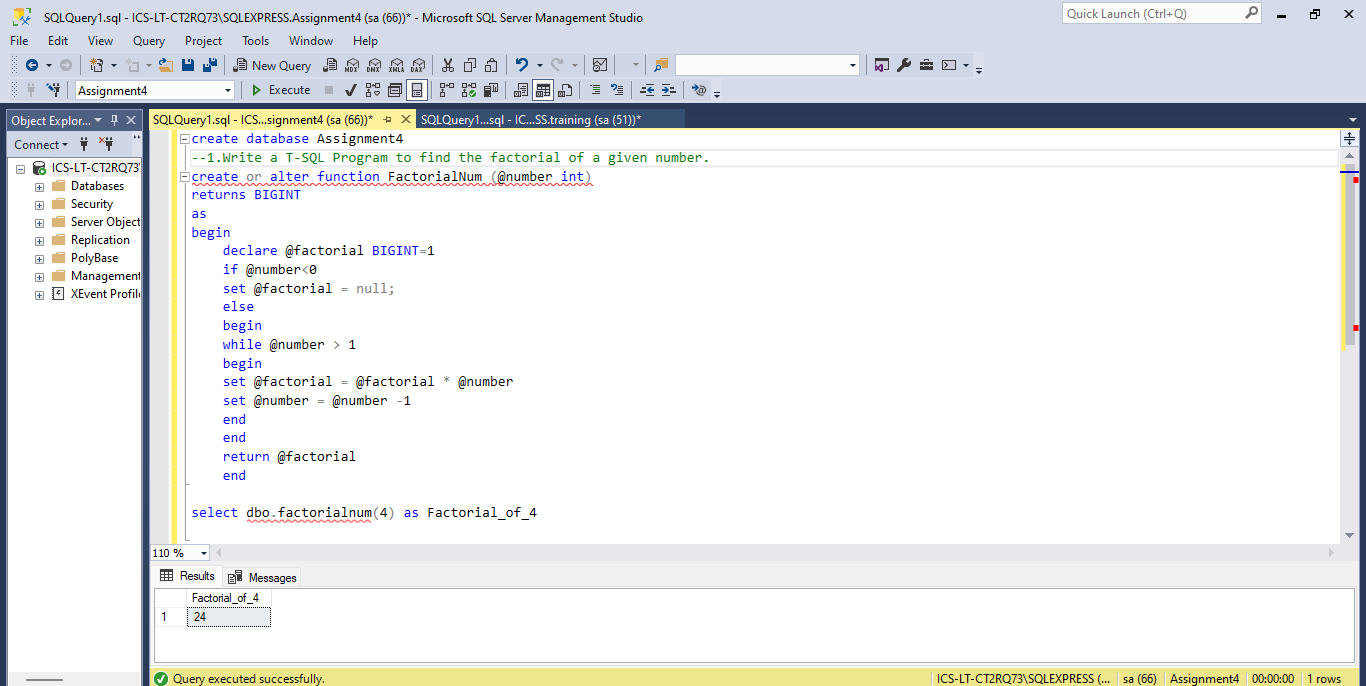 SQLQuery1.sql - ICS-LT-CT2RQ73\SQLEXPRESS.Assignment4 (sa (66))* - Microsoft SQL Server Management Studio
Quick Launch (Ctrl+Q)
File Edit View Query Project Tools Window Help
New Query MDX DMX XMLA DAX
Assignment4 Execute
Object Explor...
SQLQuery1.sql - ICS...signment4 (sa (66))* SQLQuery1...sql - IC...SS.training (sa (51))*
Connect
ICS-LT-CT2RQ73
Databases
Security
Server Object
Replication
PolyBase
Management
XEvent Profil
create database Assignment4
--1.Write a T-SQL Program to find the factorial of a given number.
create or alter function FactorialNum (@number int)
returns BIGINT
as
begin
declare @factorial BIGINT=1
if @number<0
set @factorial = null;
else
begin
while @number > 1
begin
set @factorial = @factorial * @number
set @number = @number -1
end
end
return @factorial
end
select dbo.factorialnum(4) as Factorial_of_4
110 %
Results Messages
Factorial_of_4
1 24
Query executed successfully.
ICS-LT-CT2RQ73\SQLEXPRESS (... sa (66) Assignment4 00:00:00 1 rows